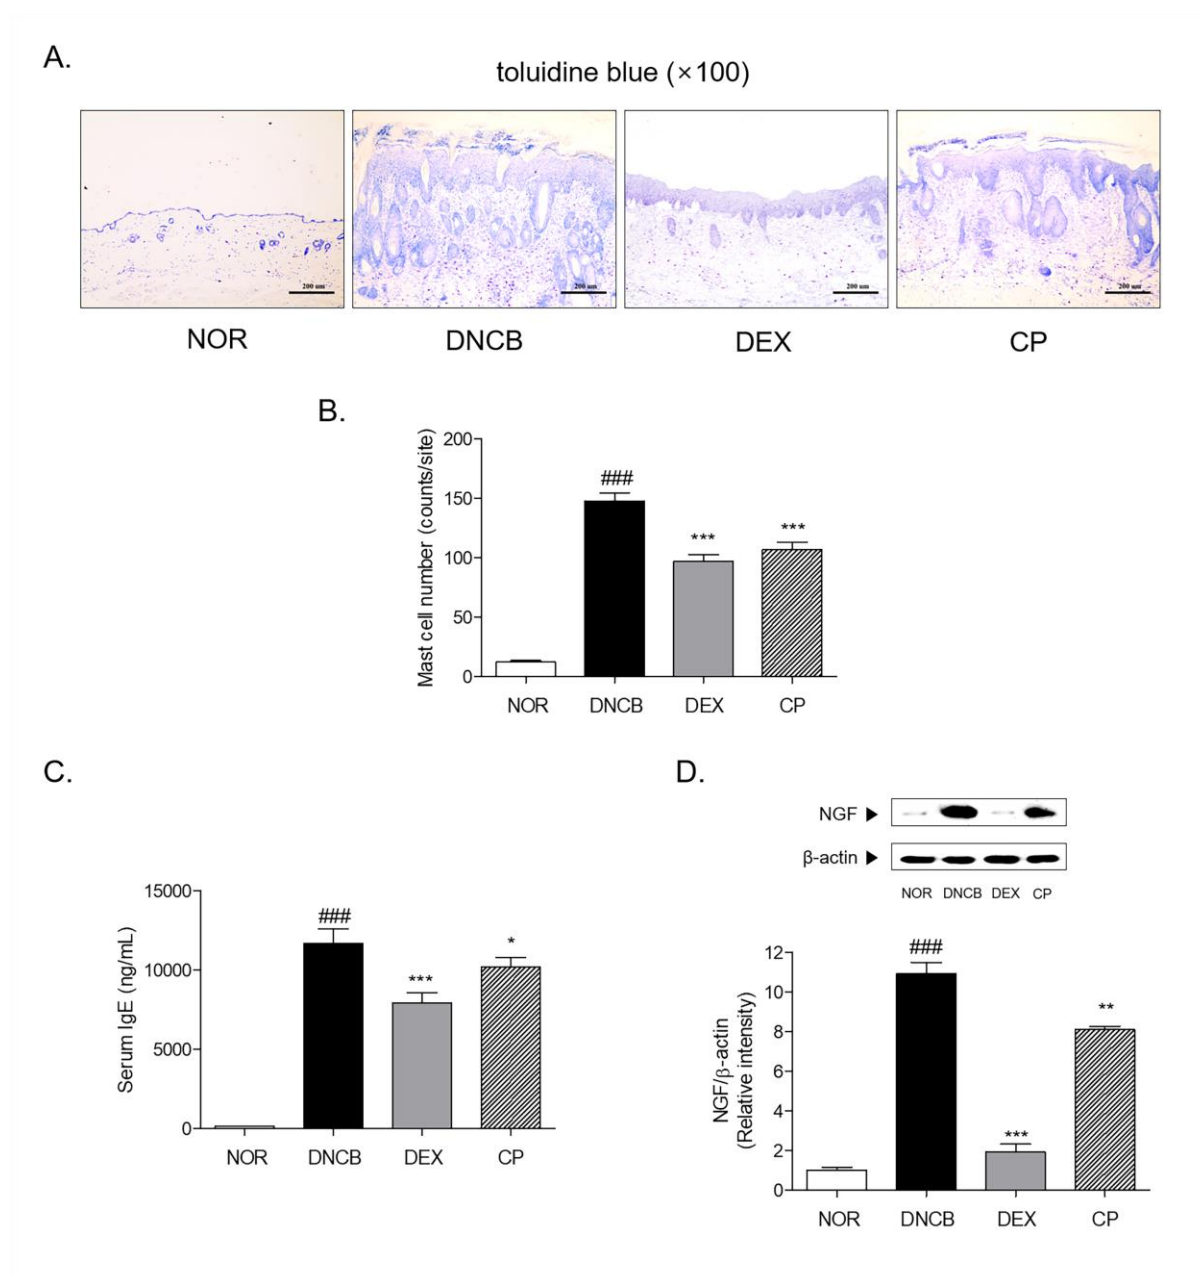 A.
toluidine blue (×100)
200 um
200 um
200 um
200 um
NOR
DNCB
DEX
CP
B.
Mast cell number (counts/site)
200
150
100
50
0
###
***
***
NOR
DNCB
DEX
CP
C.
Serum IgE (ng/mL)
15000
10000
5000
0
###
***
*
NOR
DNCB
DEX
CP
D.
NGF ▶
β-actin ▶
NOR DNCB DEX CP
NGF/β-actin
(Relative intensity)
12
10
8
6
4
2
0
###
***
**
NOR
DNCB
DEX
CP